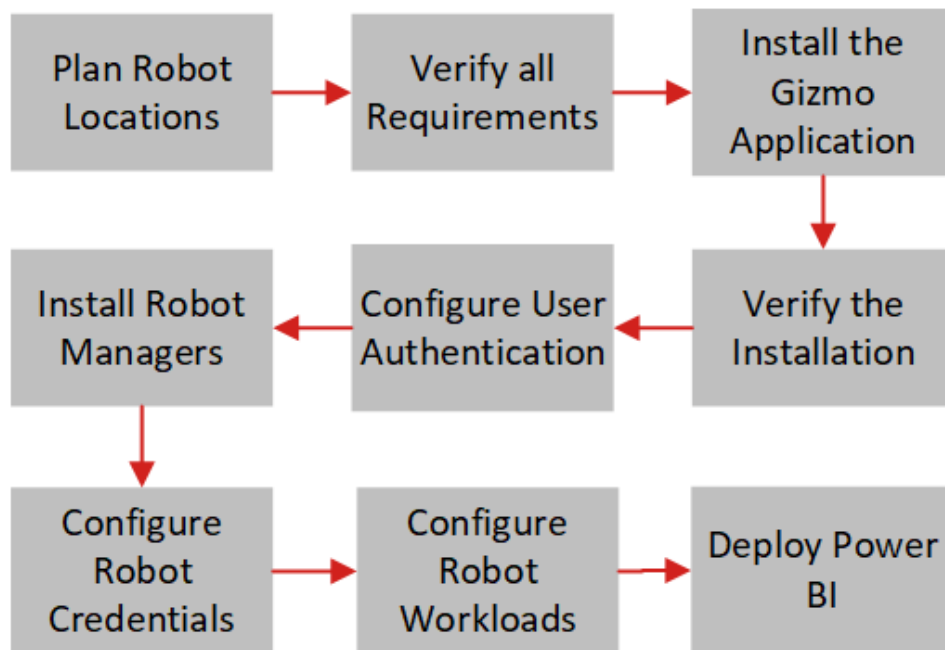 Plan Robot
Locations
Verify all
Requirements
Install the
Gizmo
Application
Verify the
Installation
Configure User
Authentication
Install Robot
Managers
Configure
Robot
Credentials
Configure
Robot
Workloads
Deploy Power
BI